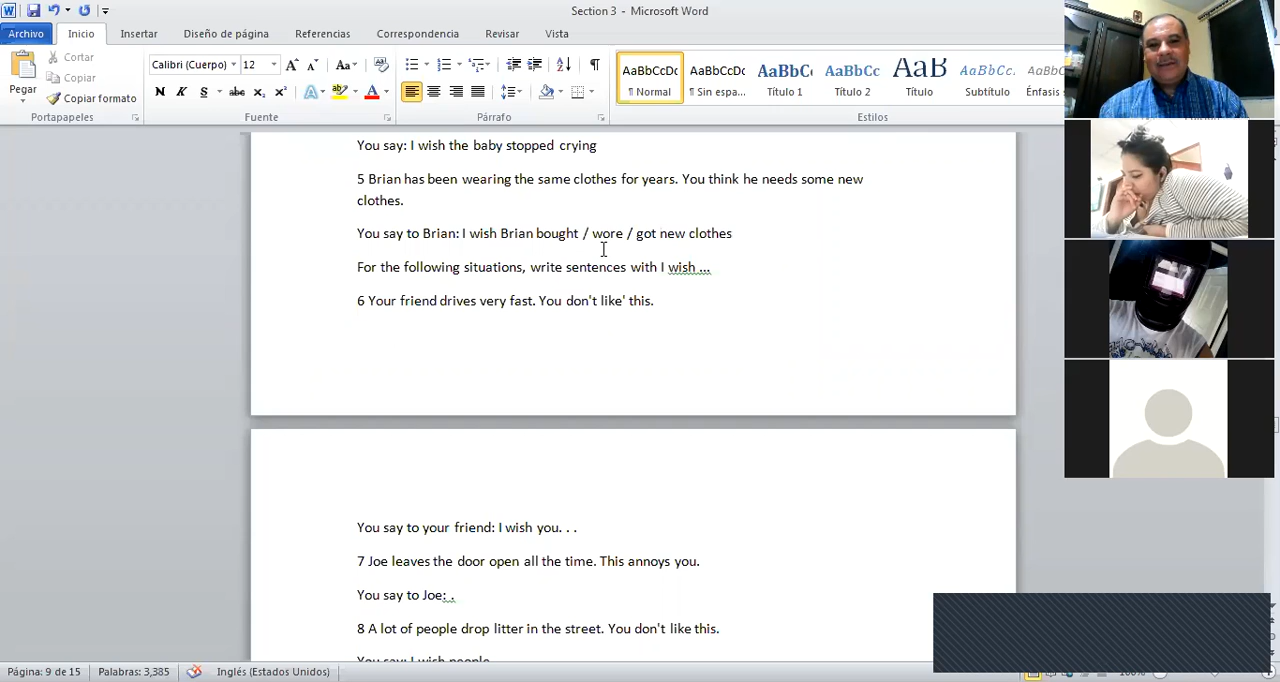 Section 3 - Microsoft Word
Archivo Inicio Insertar Diseño de página Referencias Correspondencia Revisar Vista
Pegar
Cortar
Copiar
Copiar formato
Portapapeles
Calibri (Cuerpo) 12
Fuente
Párrafo
AaBbCcDc AaBbCcDc AaBbC AaBbCc AaB AaBbCc. AaBbCc
¶ Normal ¶ Sin espa... Título 1 Título 2 Título Subtítulo Énfasis
Estilos
You say: I wish the baby stopped crying
5 Brian has been wearing the same clothes for years. You think he needs some new
clothes.
You say to Brian: I wish Brian bought / wore / got new clothes
For the following situations, write sentences with I wish ...
6 Your friend drives very fast. You don't like' this.
You say to your friend: I wish you. . .
7 Joe leaves the door open all the time. This annoys you.
You say to Joe: .
8 A lot of people drop litter in the street. You don't like this.
You say: I wish people
Página: 9 de 15 Palabras: 3,385 Inglés (Estados Unidos)